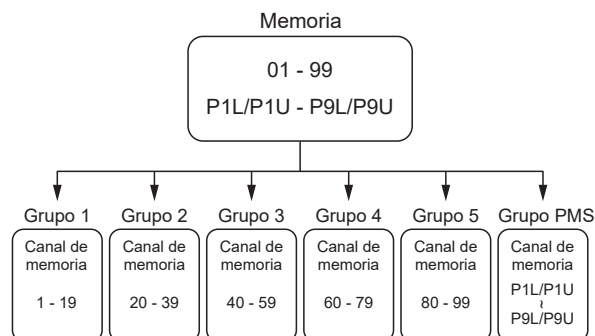 Memoria
01 - 99
P1L/P1U - P9L/P9U
Grupo 1 Grupo 2 Grupo 3 Grupo 4 Grupo 5 Grupo PMS
Canal de Canal de Canal de Canal de Canal de Canal de
memoria memoria memoria memoria memoria memoria
1 - 19 20 - 39 40 - 59 60 - 79 80 - 99 P1L/P1U
~
P9L/P9U